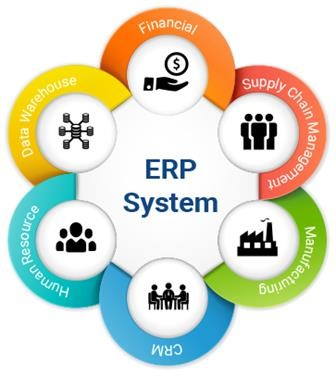 Financial
Supply Chain Management
Manufacturing
CRM
Human Resource
Data Warehouse
ERP
System